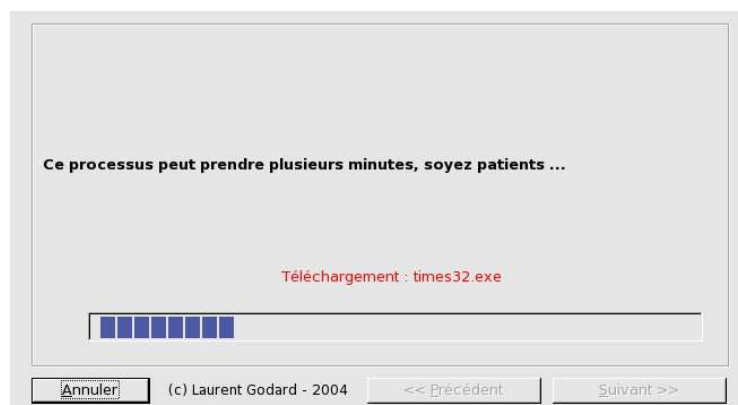 Ce processus peut prendre plusieurs minutes, soyez patients ...
Téléchargement : times32.exe
Annuler (c) Laurent Godard - 2004 << Précédent Suivant >>